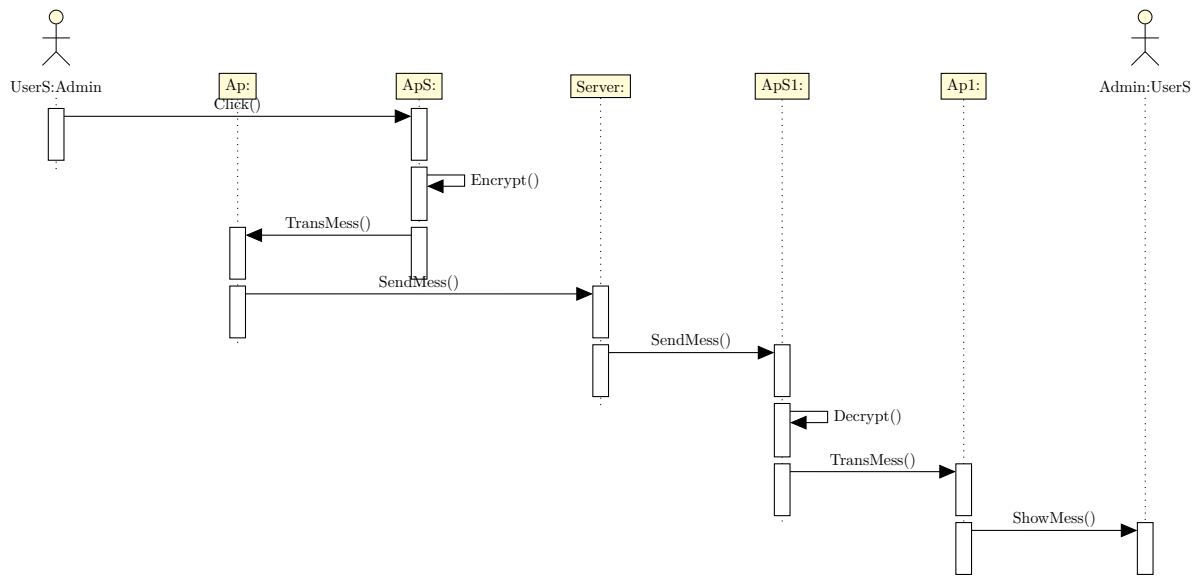 UserS:Admin
Ap:
ApS:
Server:
ApS1:
Ap1:
Admin:UserS
Click()
Encrypt()
TransMess()
SendMess()
SendMess()
Decrypt()
TransMess()
ShowMess()